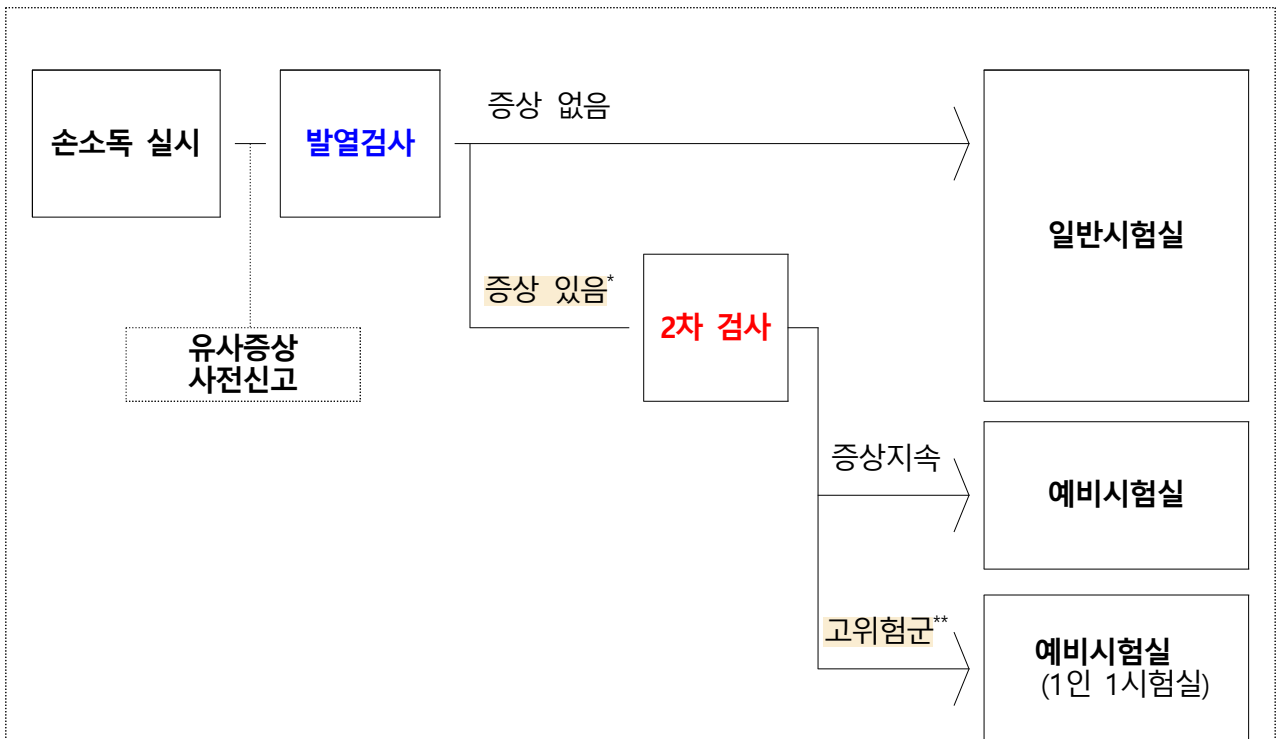 증상 없음
손소독 실시
발열검사
일반시험실
증상 있음*
2차 검사
유사증상
사전신고
증상지속
예비시험실
고위험군**
예비시험실
(1인 1시험실)